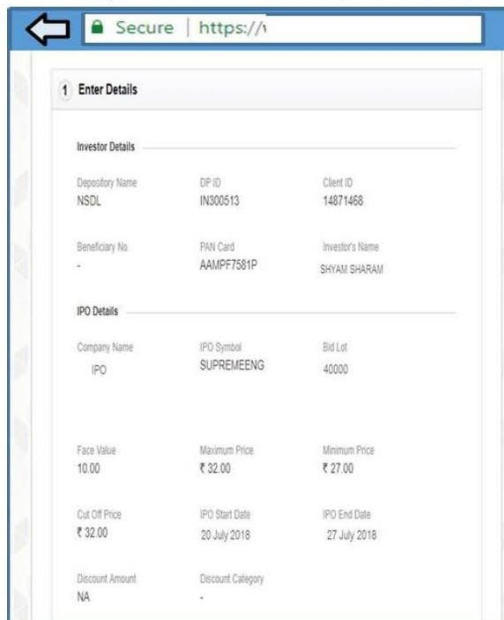 Secure | https://
1 Enter Details
Investor Details
Depository Name DP ID Client ID
NSDL IN300513 14871468
Beneficiary No. PAN Card Investor's Name
- AAMPF7581P SHYAM SHARAM
IPO Details
Company Name IPO Symbol Bid Lot
IPO SUPREMEENG 40000
Face Value Maximum Price Minimum Price
10.00 ₹ 32.00 ₹ 27.00
Cut Off Price IPO Start Date IPO End Date
₹ 32.00 20 July 2018 27 July 2018
Discount Amount Discount Category
NA -